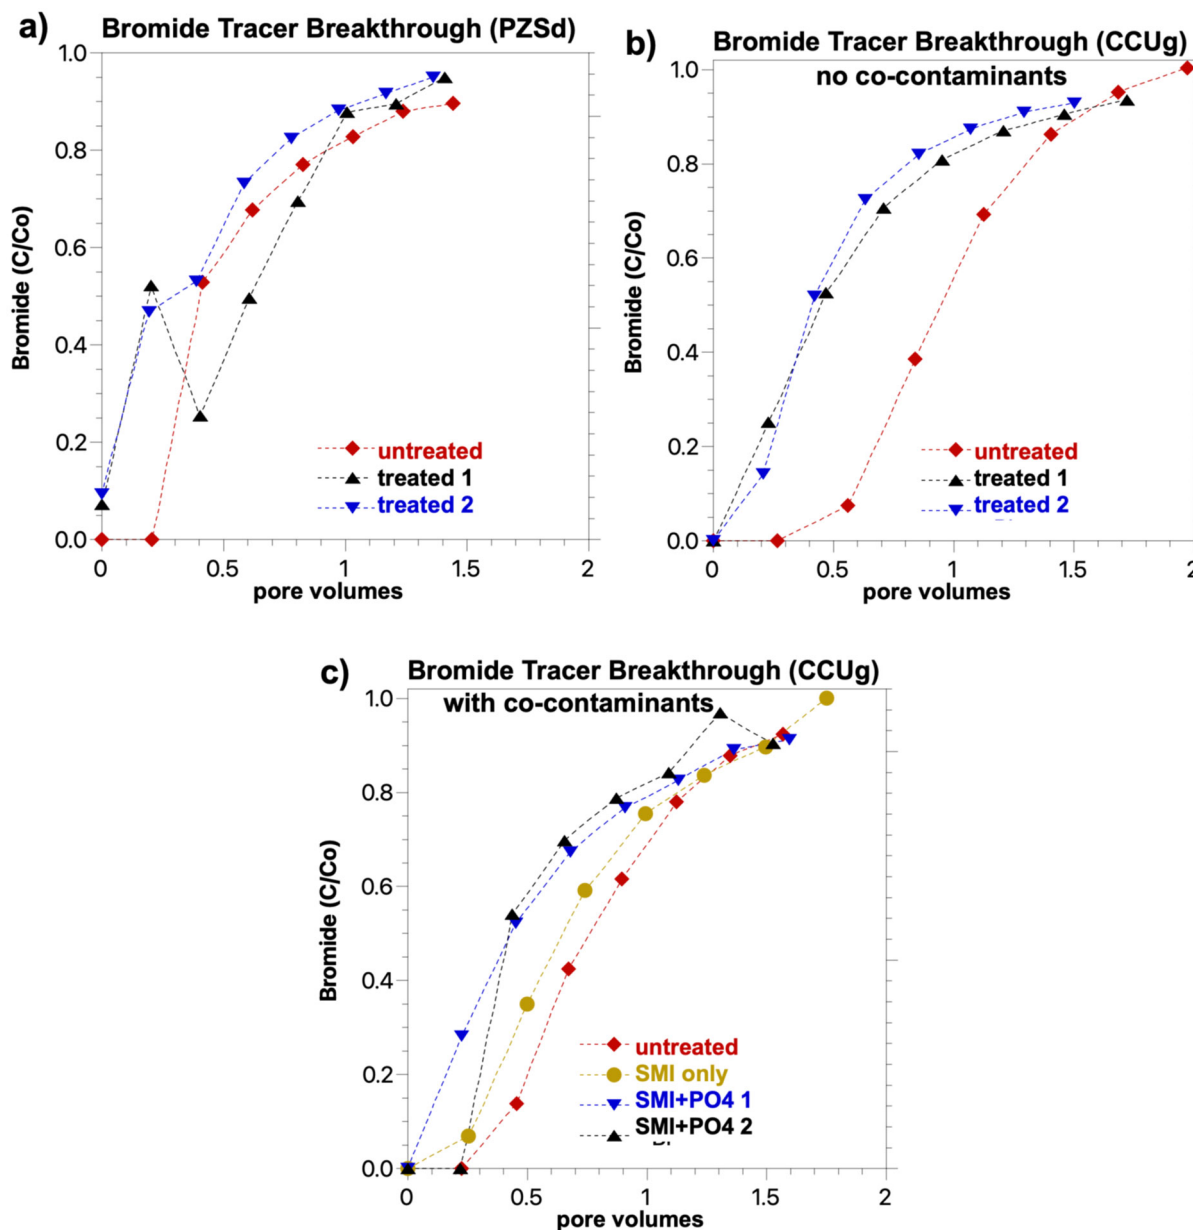 a)
Bromide Tracer Breakthrough (PZSd)
1.0
0.8
0.6
0.4
0.2
0.0
Bromide (C/Co)
untreated
treated 1
treated 2
0
0.5
1
1.5
2
pore volumes
b)
Bromide Tracer Breakthrough (CCUg)
no co-contaminants
1.0
0.8
0.6
0.4
0.2
0.0
Bromide (C/Co)
untreated
treated 1
treated 2
0
0.5
1
1.5
2
pore volumes
c)
Bromide Tracer Breakthrough (CCUg)
with co-contaminants
1.0
0.8
0.6
0.4
0.2
0.0
Bromide (C/Co)
untreated
SMI only
SMI+PO4 1
SMI+PO4 2
0
0.5
1
1.5
2
pore volumes